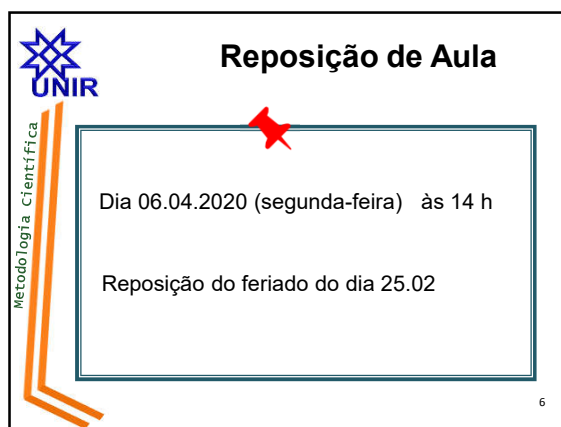 UNIR
Reposição de Aula
Metodologia Científica
Dia 06.04.2020 (segunda-feira) às 14 h
Reposição do feriado do dia 25.02
6